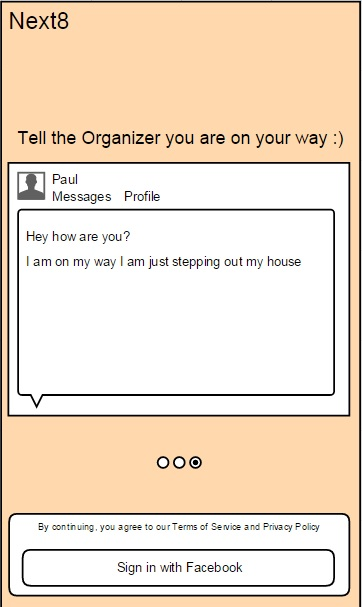 Next8
Tell the Organizer you are on your way :)
Paul
Messages Profile
Hey how are you?
I am on my way I am just stepping out my house
By continuing, you agree to our Terms of Service and Privacy Policy
Sign in with Facebook